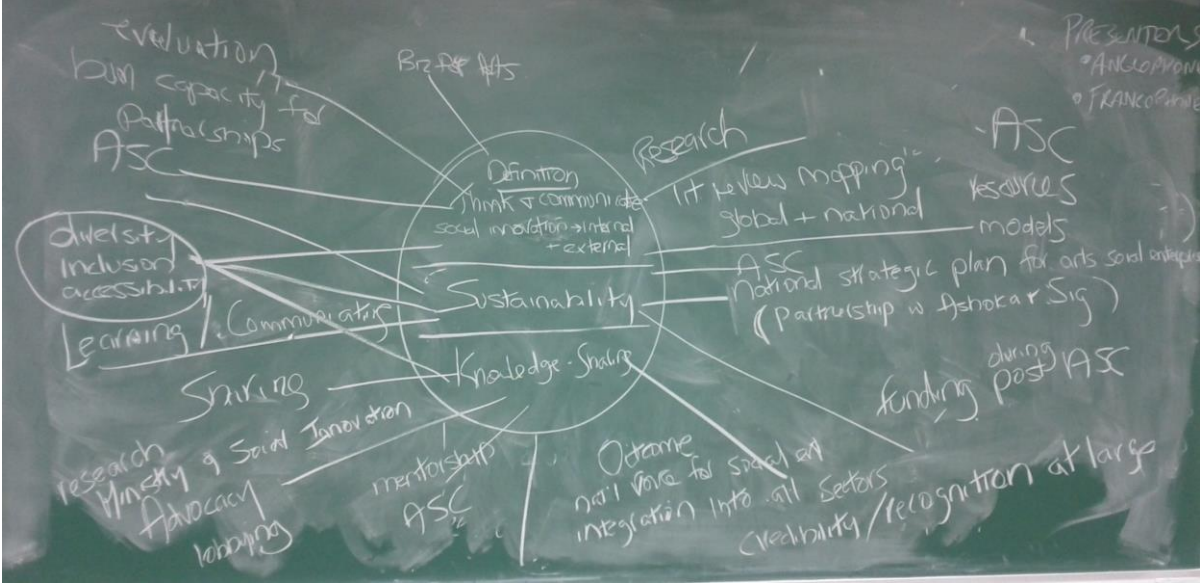 evaluation
capacity for
Partnerships
ASC
diversity
inclusion
accessibility
Learning
Communicating
Sharing
research
Ministry of Social Innovation
Advocacy
lobbying
mentorship
ASC
Definition
think + communicate
social innovation → internal
+ external
Sustainability
Knowledge-Sharing
Research
lit review mapping
global + national
ASC
resources
models
ASC
national strategic plan for arts social enterprise
(partnership w Ashoka + Sig)
funding during
post ASC
Outcome
nat'l voice for social art
integration into all sectors
credibility/recognition at large
PRESENTORS
• ANGLOPHONE
• FRANCOPHONE